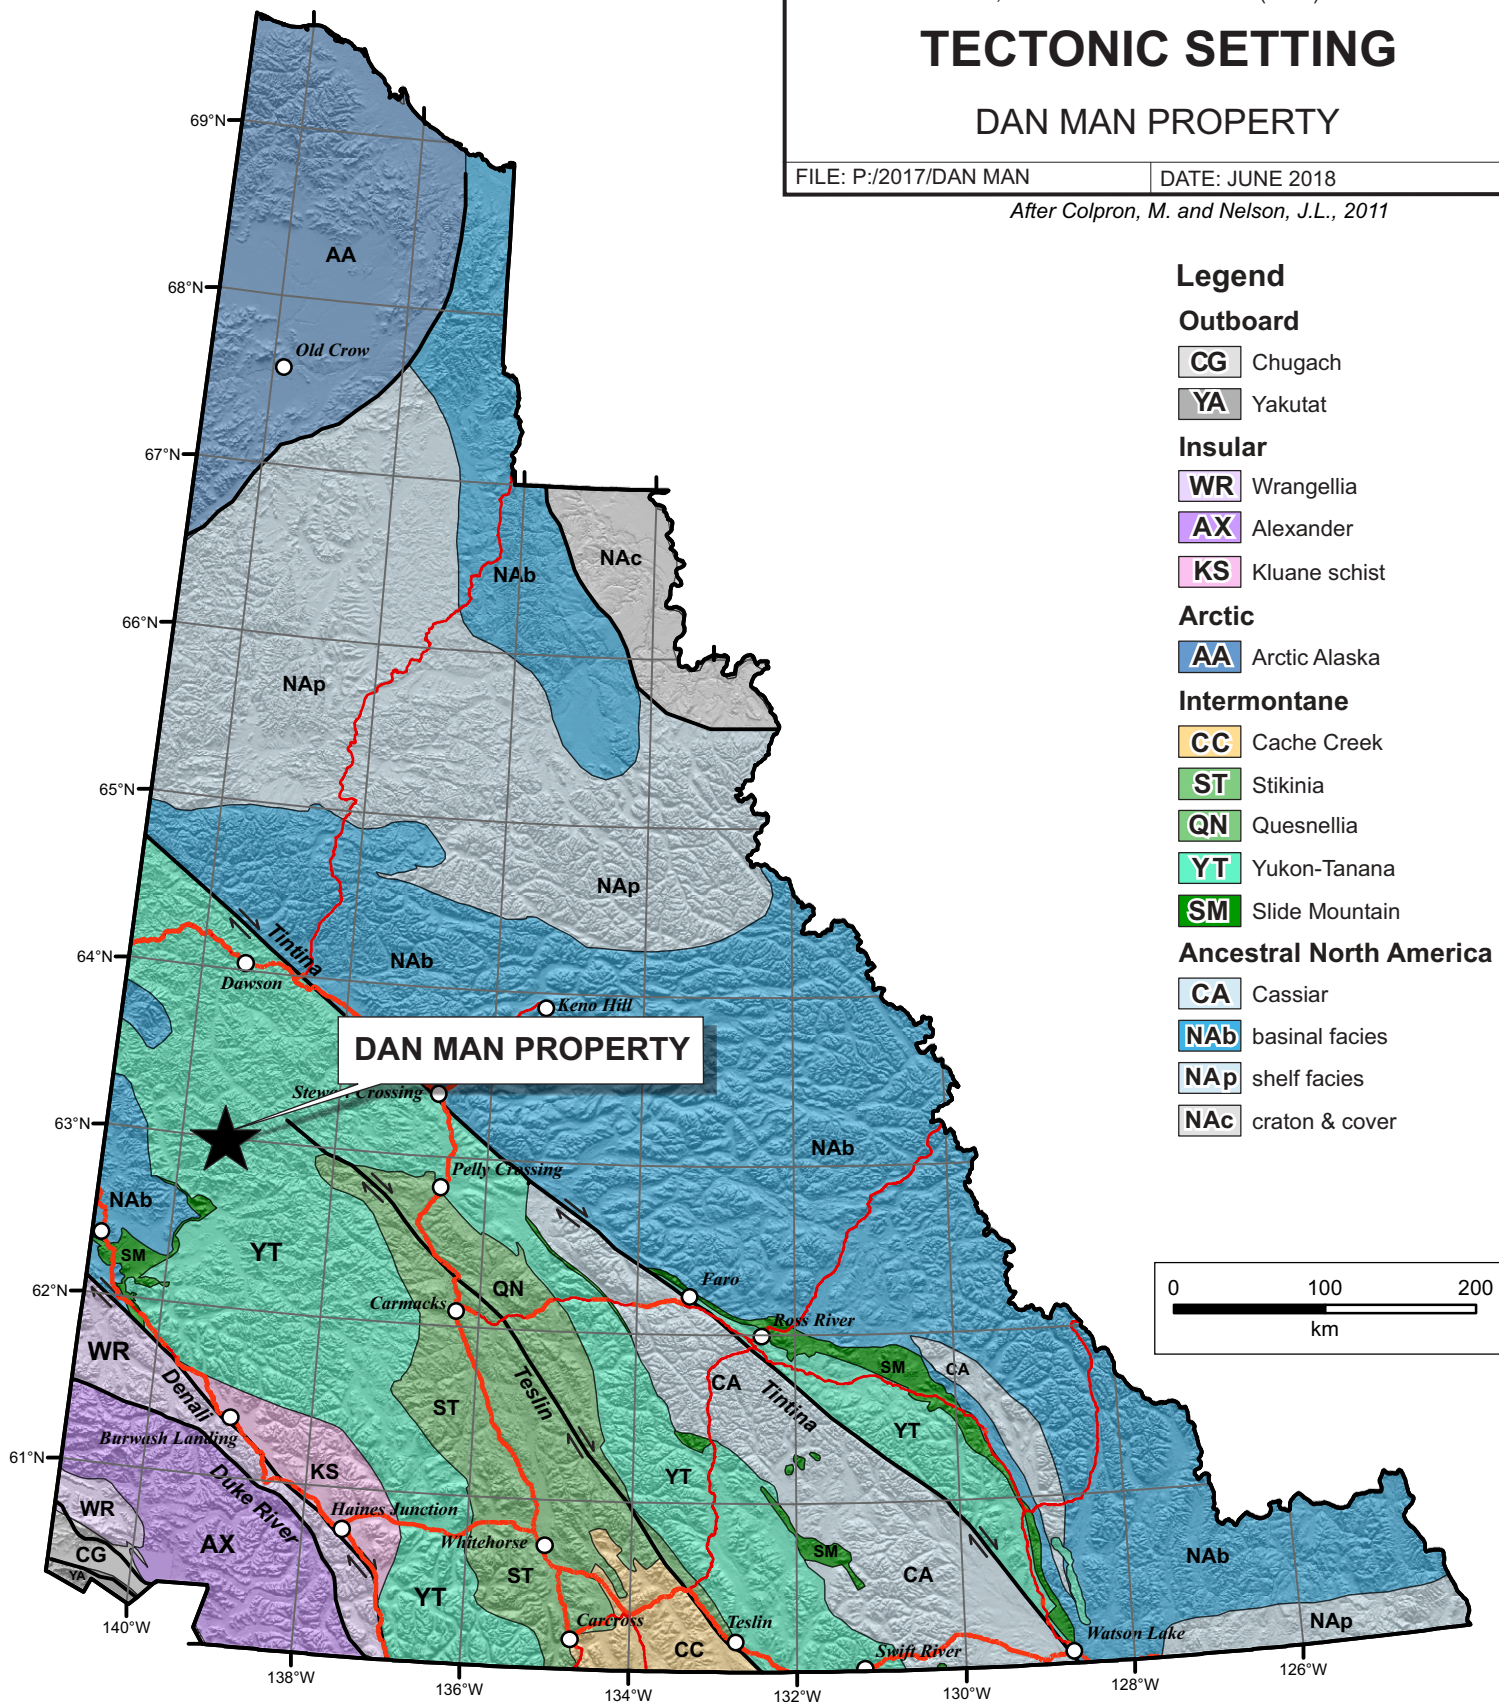 TECTONIC SETTING
DAN MAN PROPERTY
FILE: P:/2017/DAN MAN
DATE: JUNE 2018
After Colpron, M. and Nelson, J.L., 2011
Legend
Outboard
CG Chugach
YA Yakutat
Insular
WR Wrangellia
AX Alexander
KS Kluane schist
Arctic
AA Arctic Alaska
Intermontane
CC Cache Creek
ST Stikinia
QN Quesnellia
YT Yukon-Tanana
SM Slide Mountain
Ancestral North America
CA Cassiar
NAb basinal facies
NAp shelf facies
NAc craton & cover
0 100 200
km
69°N
AA
68°N
Old Crow
67°N
NAc
NAb
66°N
NAp
65°N
NAp
Tintina
64°N
NAb
Dawson
Keno Hill
DAN MAN PROPERTY
Stewart Crossing
63°N
NAb
Pelly Crossing
NAb
YT
SM
62°N
QN
Faro
Carmacks
Ross River
WR
SM
CA
Denali
Teslin
CA
Tintina
ST
YT
Burwash Landing
61°N
KS
YT
Duke River
WR
Haines Junction
AX
Whitehorse
CG
SM
NAb
YA
ST
CA
YT
140°W
Carcross
Teslin
NAp
CC
Swift River
Watson Lake
138°W
136°W
134°W
132°W
130°W
128°W
126°W